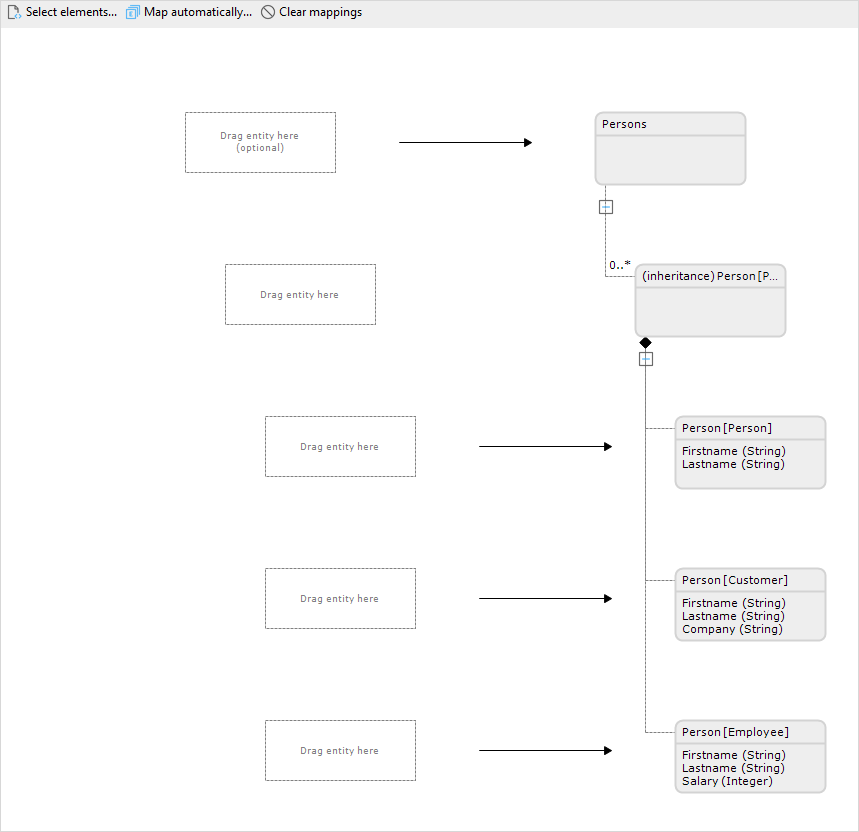 Select elements... Map automatically... Clear mappings
Drag entity here
(optional)
Persons
0..*
Drag entity here
(inheritance) Person [P...
Drag entity here
Person [Person]
Firstname (String)
Lastname (String)
Drag entity here
Person [Customer]
Firstname (String)
Lastname (String)
Company (String)
Drag entity here
Person [Employee]
Firstname (String)
Lastname (String)
Salary (Integer)